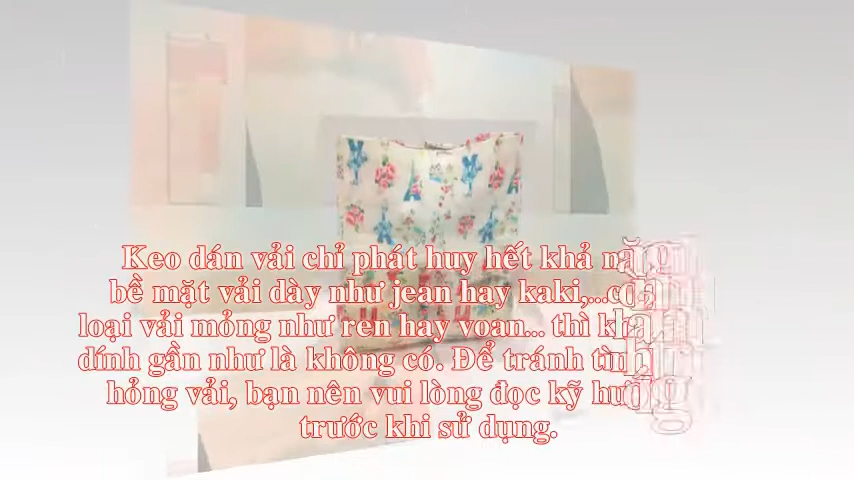 Keo dán vải chỉ phát huy hết khả năng
bề mặt vải dày như jean hay kaki,...còn
loại vải mỏng như ren hay voan... thì khả
dính gần như là không có. Để tránh tình
hỏng vải, bạn nên vui lòng đọc kỹ hướng
trước khi sử dụng.